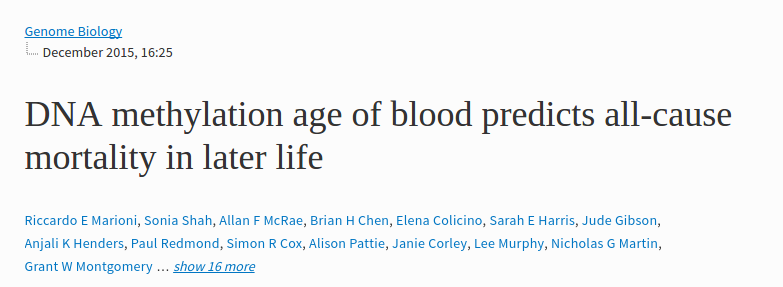 Genome Biology
December 2015, 16:25
DNA methylation age of blood predicts all-cause
mortality in later life
Riccardo E Marioni, Sonia Shah, Allan F McRae, Brian H Chen, Elena Colicino, Sarah E Harris, Jude Gibson,
Anjali K Henders, Paul Redmond, Simon R Cox, Alison Pattie, Janie Corley, Lee Murphy, Nicholas G Martin,
Grant W Montgomery … show 16 more